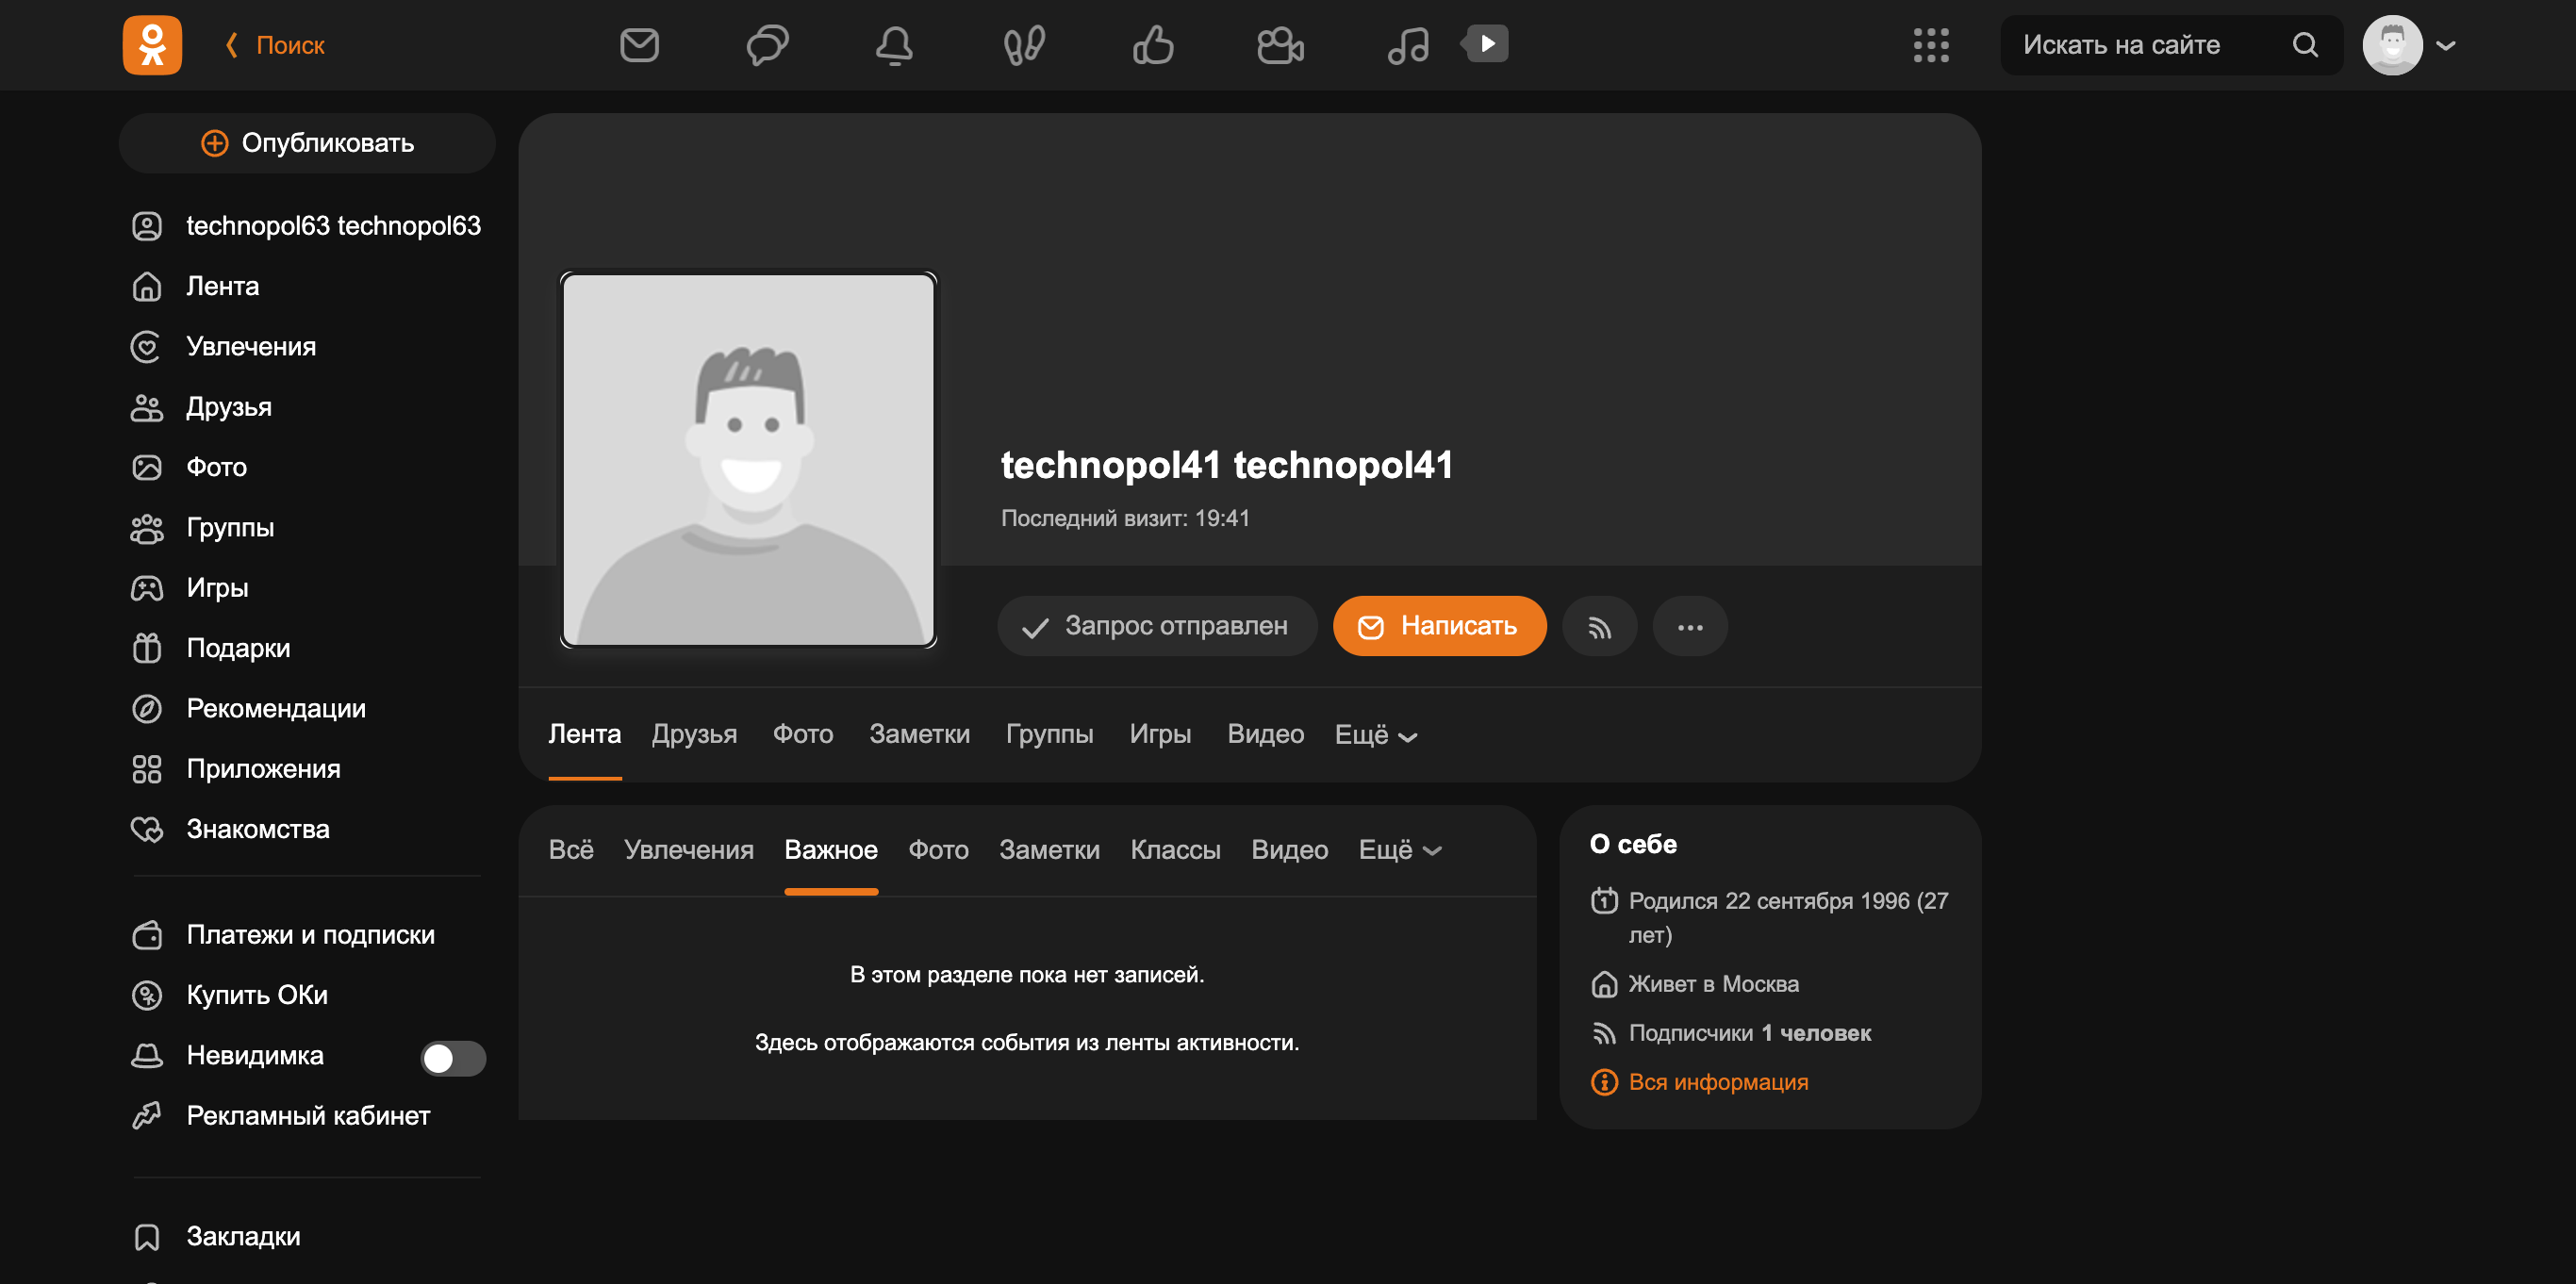 Поиск
Искать на сайте
Опубликовать
technopol63 technopol63
Лента
Увлечения
Друзья
Фото
Группы
Игры
Подарки
Рекомендации
Приложения
Знакомства
Платежи и подписки
Купить ОКи
Невидимка
Рекламный кабинет
Закладки
technopol41 technopol41
Последний визит: 19:41
Запрос отправлен
Написать
Лента Друзья Фото Заметки Группы Игры Видео Ещё
Всё Увлечения Важное Фото Заметки Классы Видео Ещё
В этом разделе пока нет записей.
Здесь отображаются события из ленты активности.
О себе
Родился 22 сентября 1996 (27
лет)
Живет в Москва
Подписчики 1 человек
Вся информация